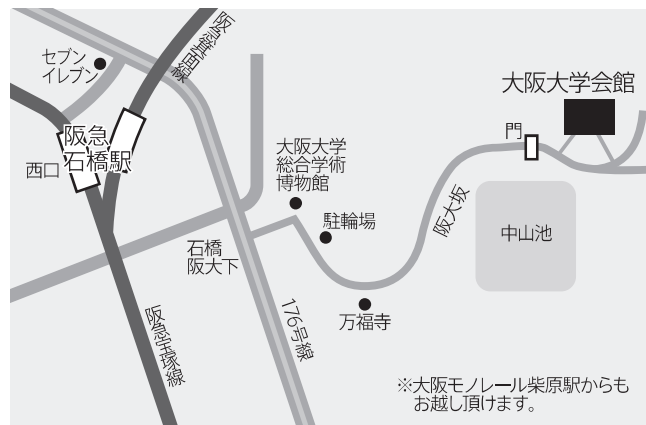 阪急箕面線
セブン
イレブン
大阪大学会館
阪急
石橋駅
門
西口
大阪大学
総合学術
博物館
駐輪場
阪大坂
中山池
石橋
阪大下
万福寺
176号線
阪急宝塚線
※大阪モノレール柴原駅からも
お越し頂けます。